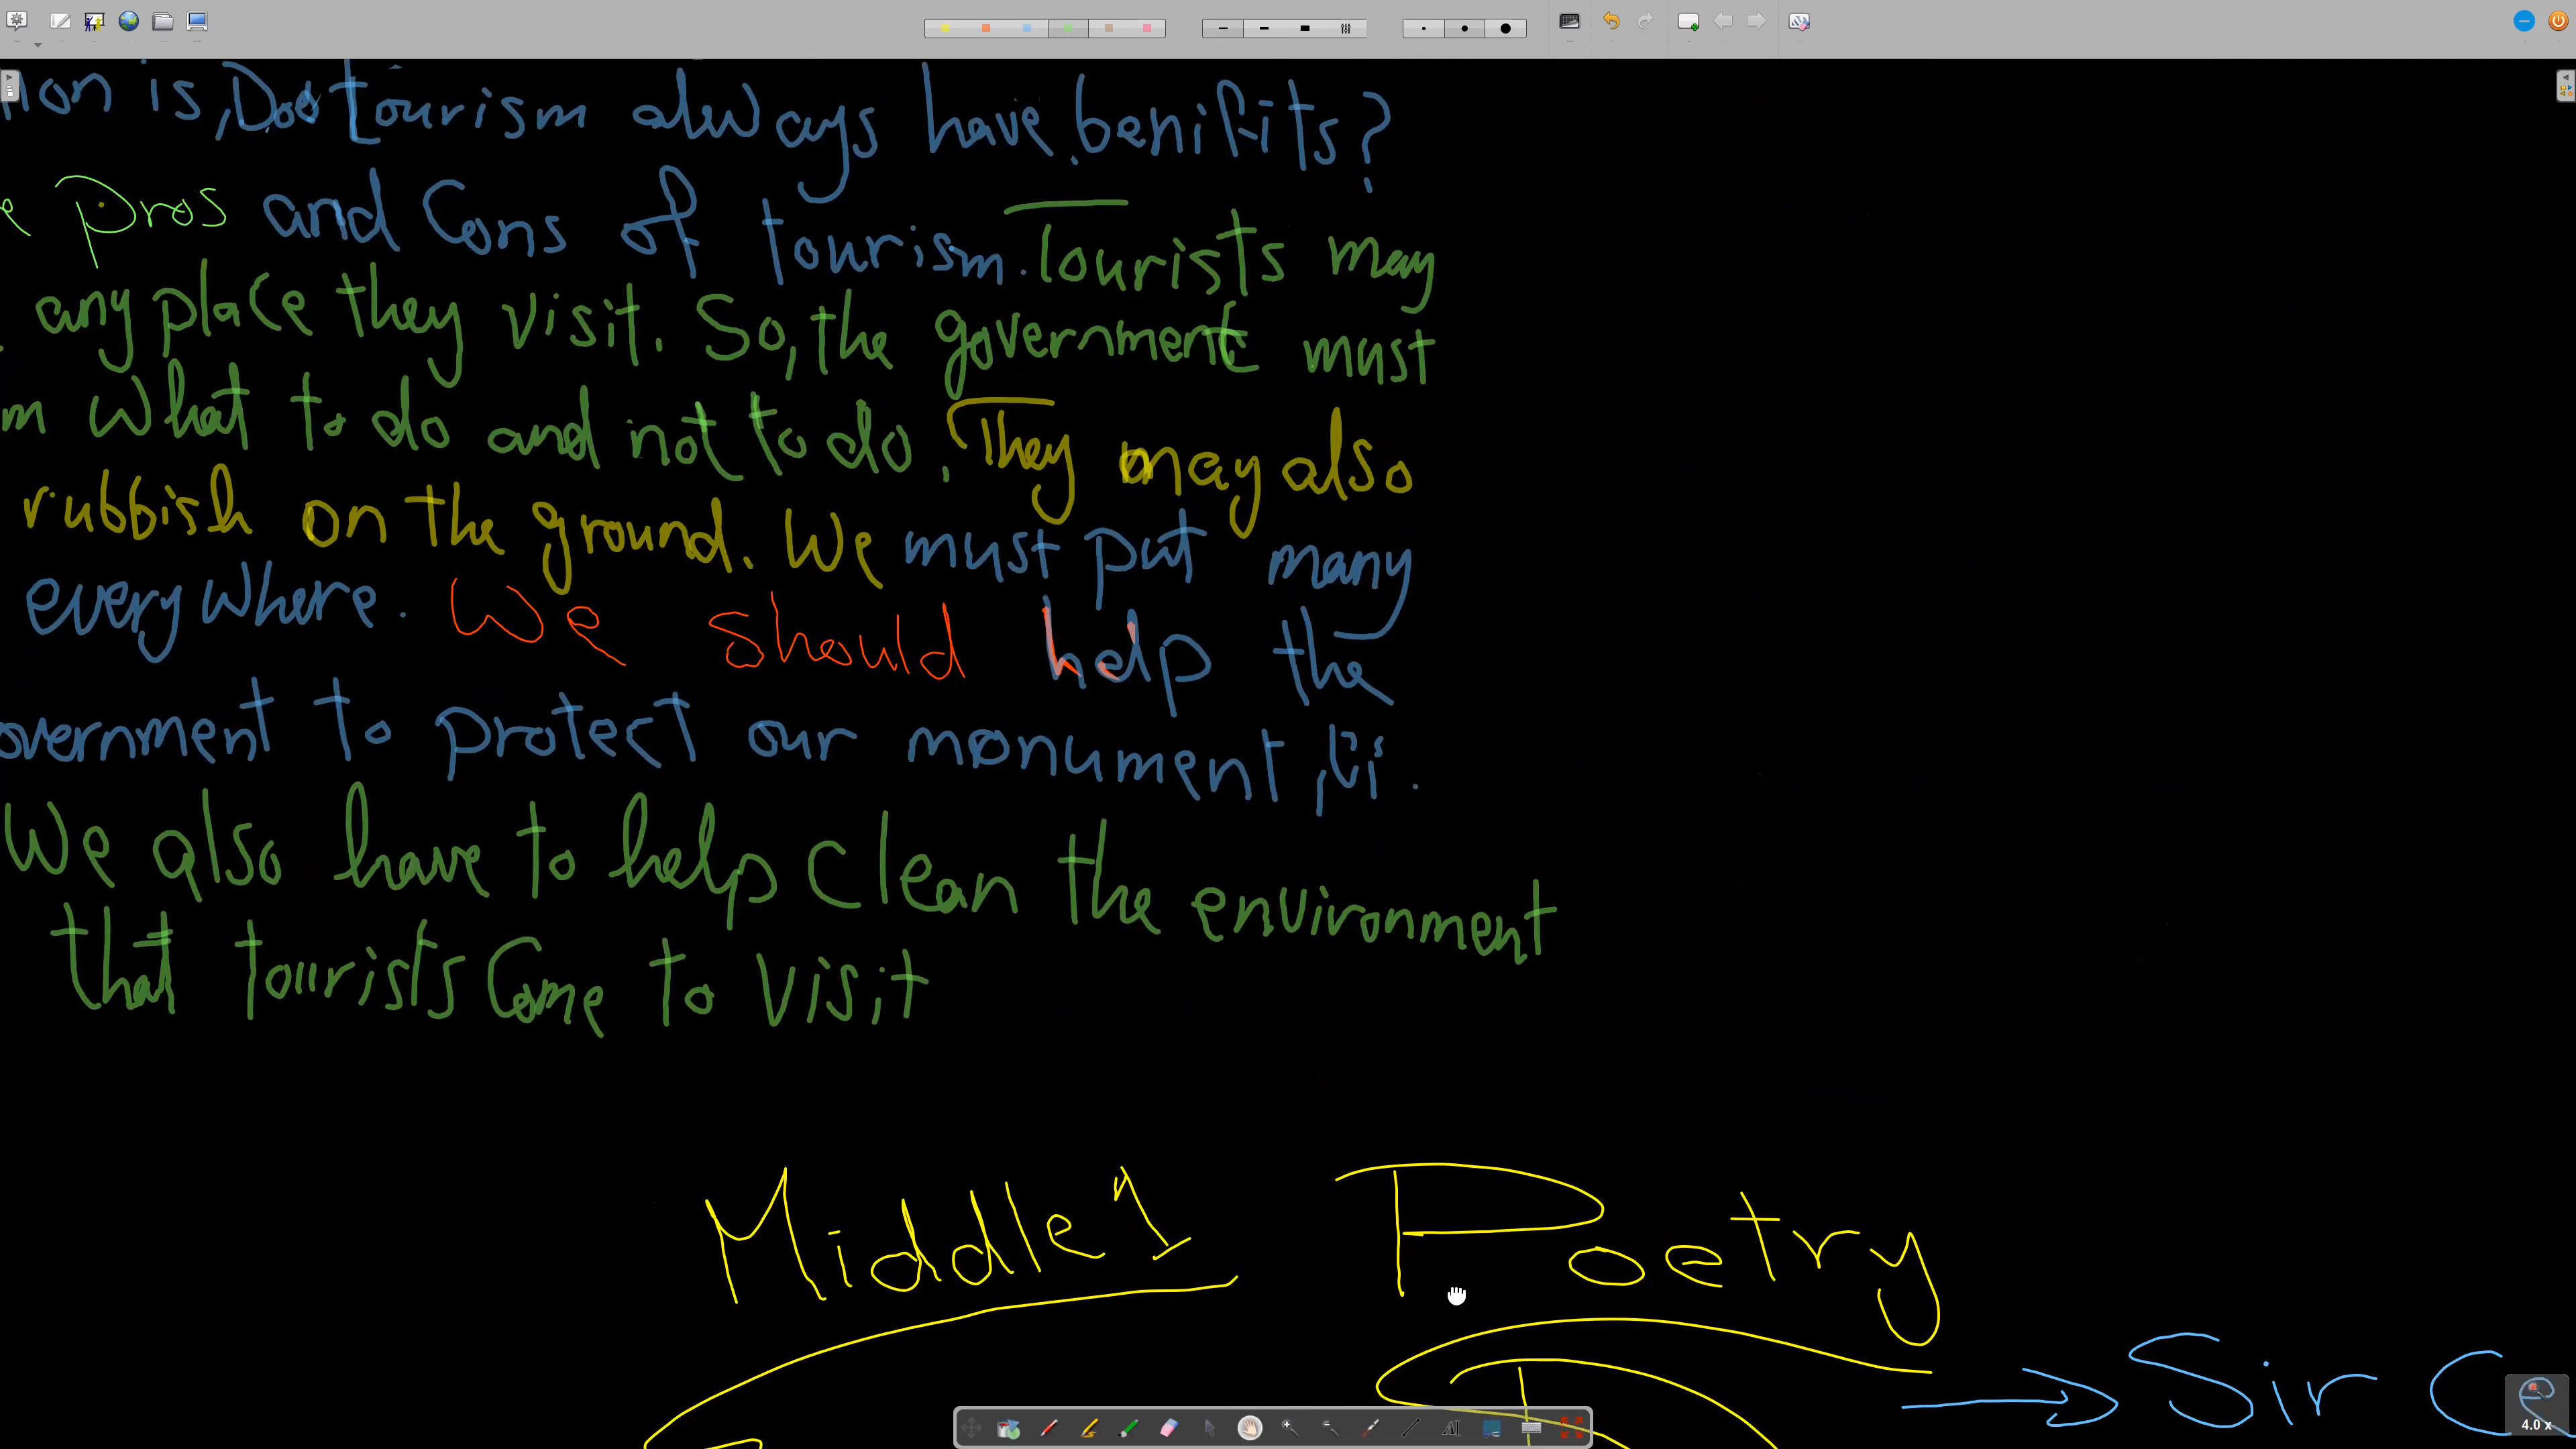 is, Does tourism always have benifits?
Pros and Cons of tourism. Tourists may
any place they visit. So, the government must
m what to do and not to do. They may also
rubbish on the ground. We must put many
everywhere. We should help the
overnment to protect our monument
We also have to help clean the environment
that tourists come to visit
Middle 1 Poetry
→ Sir C
4.0 x